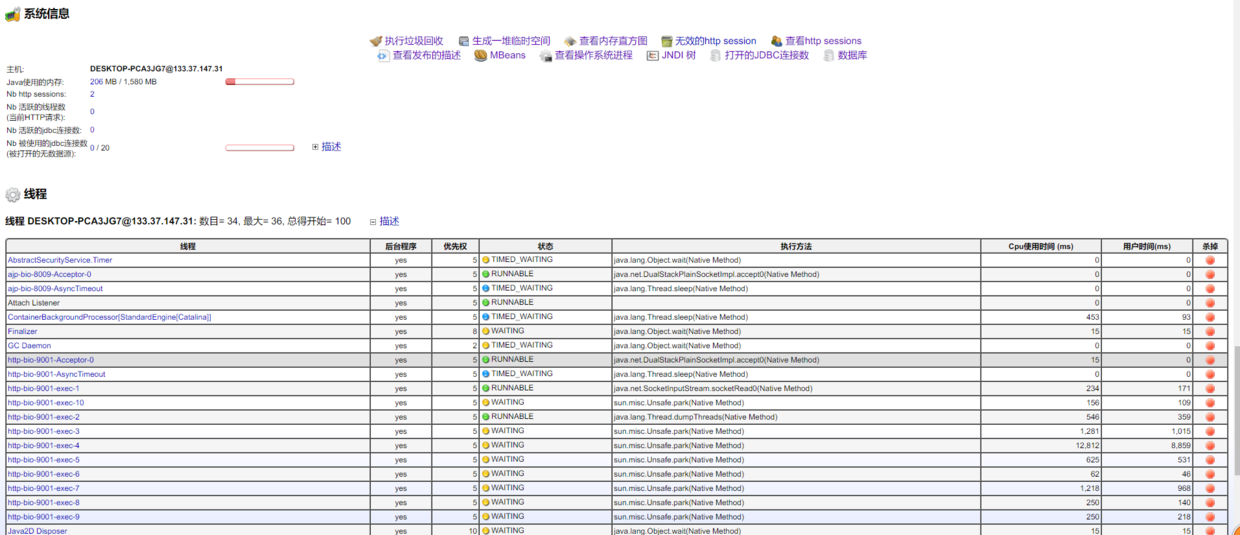 系统信息
执行垃圾回收 生成一堆临时空间 查看内存直方图 无效的http session 查看http sessions
查看发布的描述 MBeans 查看操作系统进程 JNDI 树 打开的JDBC连接数 数据库
主机: DESKTOP-PCA3JG7@133.37.147.31
Java使用的内存: 206 MB / 1,580 MB
Nb http sessions: 2
Nb 活跃的线程数
(当前HTTP请求): 0
Nb 活跃的jdbc连接数: 0
Nb 被使用的jdbc连接数
(被打开的无数据源): 0 / 20 描述
线程
线程 DESKTOP-PCA3JG7@133.37.147.31: 数目= 34, 最大= 36, 总得开始= 100 描述
线程 后台程序 优先权 状态 执行方法 Cpu使用时间 (ms) 用户时间(ms) 杀掉
AbstractSecurityService.Timer yes 5 TIMED_WAITING java.lang.Object.wait(Native Method) 0 0
ajp-bio-8009-Acceptor-0 yes 5 RUNNABLE java.net.DualStackPlainSocketImpl.accept0(Native Method) 0 0
ajp-bio-8009-AsyncTimeout yes 5 TIMED_WAITING java.lang.Thread.sleep(Native Method) 0 0
Attach Listener yes 5 RUNNABLE 0 0
ContainerBackgroundProcessor[StandardEngine[Catalina]] yes 5 TIMED_WAITING java.lang.Thread.sleep(Native Method) 453 93
Finalizer yes 8 WAITING java.lang.Object.wait(Native Method) 15 15
GC Daemon yes 2 TIMED_WAITING java.lang.Object.wait(Native Method) 0 0
http-bio-9001-Acceptor-0 yes 5 RUNNABLE java.net.DualStackPlainSocketImpl.accept0(Native Method) 15 0
http-bio-9001-AsyncTimeout yes 5 TIMED_WAITING java.lang.Thread.sleep(Native Method) 0 0
http-bio-9001-exec-1 yes 5 RUNNABLE java.net.SocketInputStream.socketRead0(Native Method) 234 171
http-bio-9001-exec-10 yes 5 WAITING sun.misc.Unsafe.park(Native Method) 156 109
http-bio-9001-exec-2 yes 5 RUNNABLE java.lang.Thread.dumpThreads(Native Method) 546 359
http-bio-9001-exec-3 yes 5 WAITING sun.misc.Unsafe.park(Native Method) 1,281 1,015
http-bio-9001-exec-4 yes 5 WAITING sun.misc.Unsafe.park(Native Method) 12,812 8,859
http-bio-9001-exec-5 yes 5 WAITING sun.misc.Unsafe.park(Native Method) 625 531
http-bio-9001-exec-6 yes 5 WAITING sun.misc.Unsafe.park(Native Method) 62 46
http-bio-9001-exec-7 yes 5 WAITING sun.misc.Unsafe.park(Native Method) 1,218 968
http-bio-9001-exec-8 yes 5 WAITING sun.misc.Unsafe.park(Native Method) 250 140
http-bio-9001-exec-9 yes 5 WAITING sun.misc.Unsafe.park(Native Method) 250 218
Java2D Disposer yes 10 WAITING java.lang.Object.wait(Native Method) 15 15